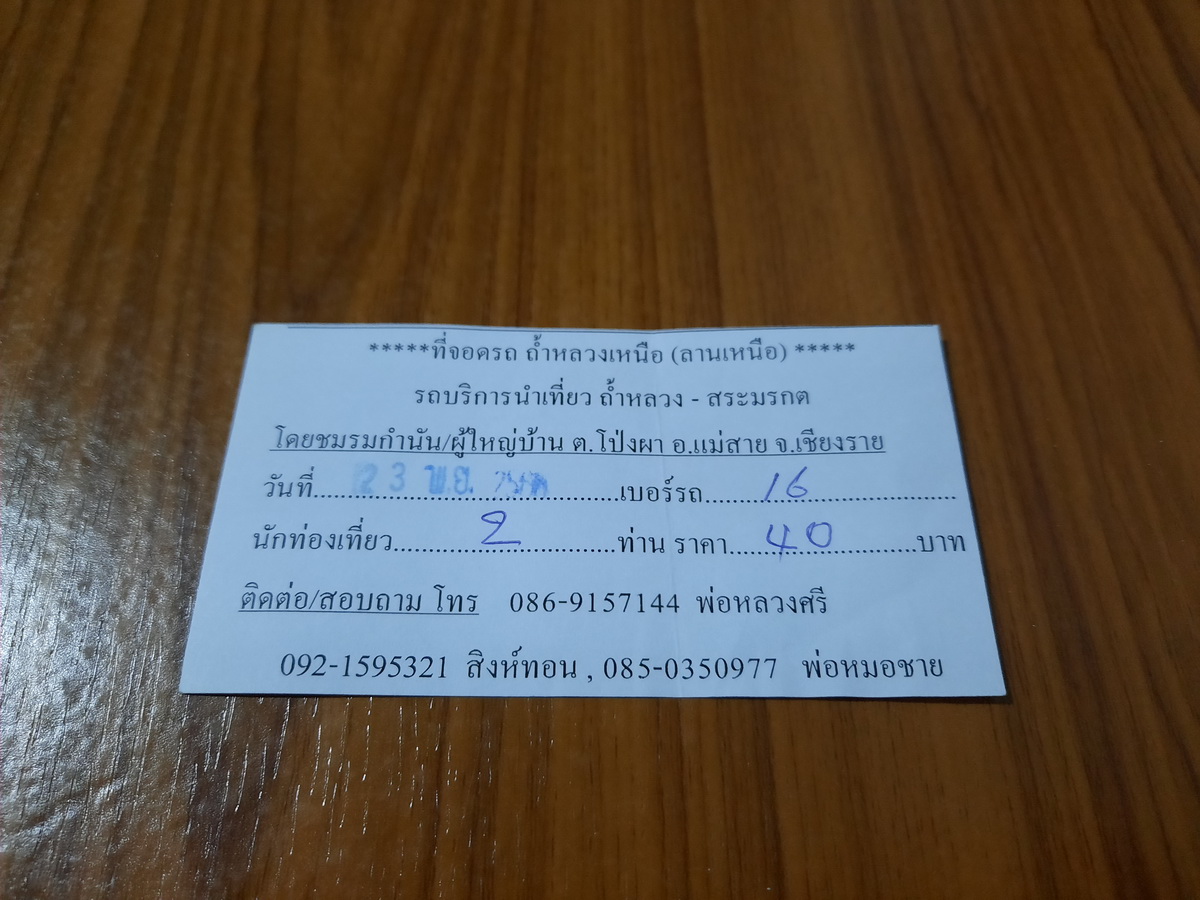 *****ที่จอดรถ ถ้ำหลวงเหนือ (ลานเหนือ) *****
รถบริการนำเที่ยว ถ้ำหลวง - สระมรกต
โดยชมรมกำนัน/ผู้ใหญ่บ้าน ต.โป่งผา อ.แม่สาย จ.เชียงราย
วันที่....23 พ.ย.....เบอร์รถ....16....
นักท่องเที่ยว....2....ท่าน ราคา....40....บาท
ติดต่อ/สอบถาม โทร 086-9157144 พ่อหลวงศรี
092-1595321 สิงห์ทอน , 085-0350977 พ่อหมอชาย